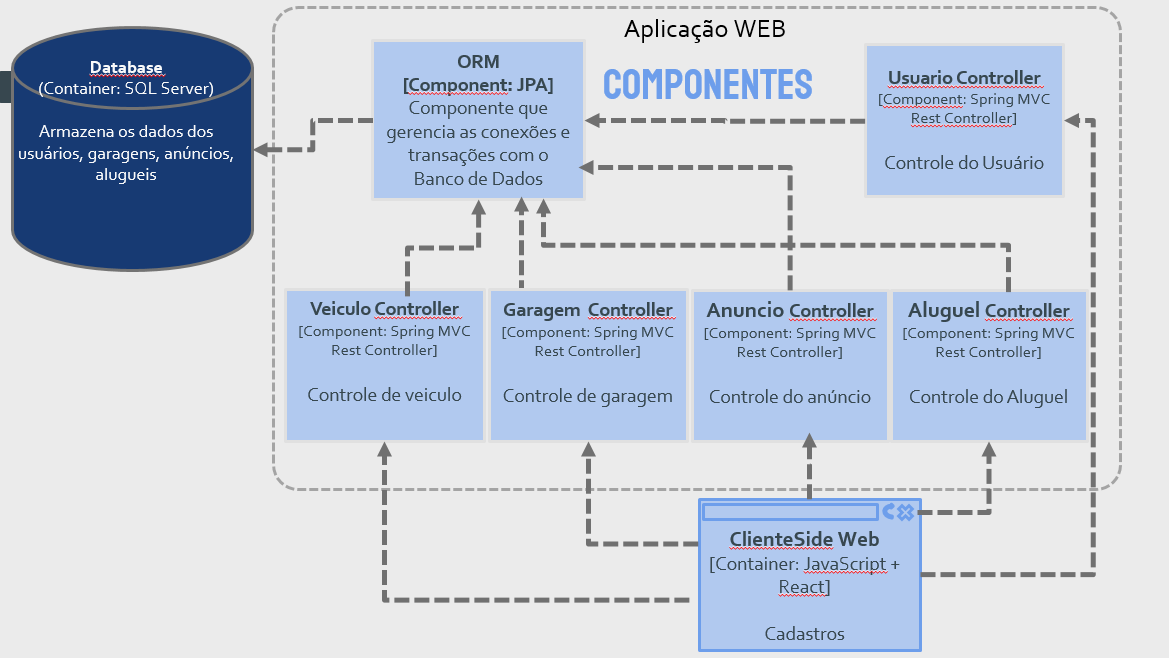 Aplicação WEB
COMPONENTES
Database
(Container: SQL Server)
Armazena os dados dos
usuários, garagens, anúncios,
alugueis
ORM
[Component: JPA]
Componente que
gerencia as conexões e
transações com o
Banco de Dados
Usuario Controller
[Component: Spring MVC
Rest Controller]
Controle do Usuário
Veiculo Controller
[Component: Spring MVC
Rest Controller]
Controle de veiculo
Garagem Controller
[Component: Spring MVC
Rest Controller]
Controle de garagem
Anuncio Controller
[Component: Spring MVC
Rest Controller]
Controle do anúncio
Aluguel Controller
[Component: Spring MVC
Rest Controller]
Controle do Aluguel
ClienteSide Web
[Container: JavaScript +
React]
Cadastros